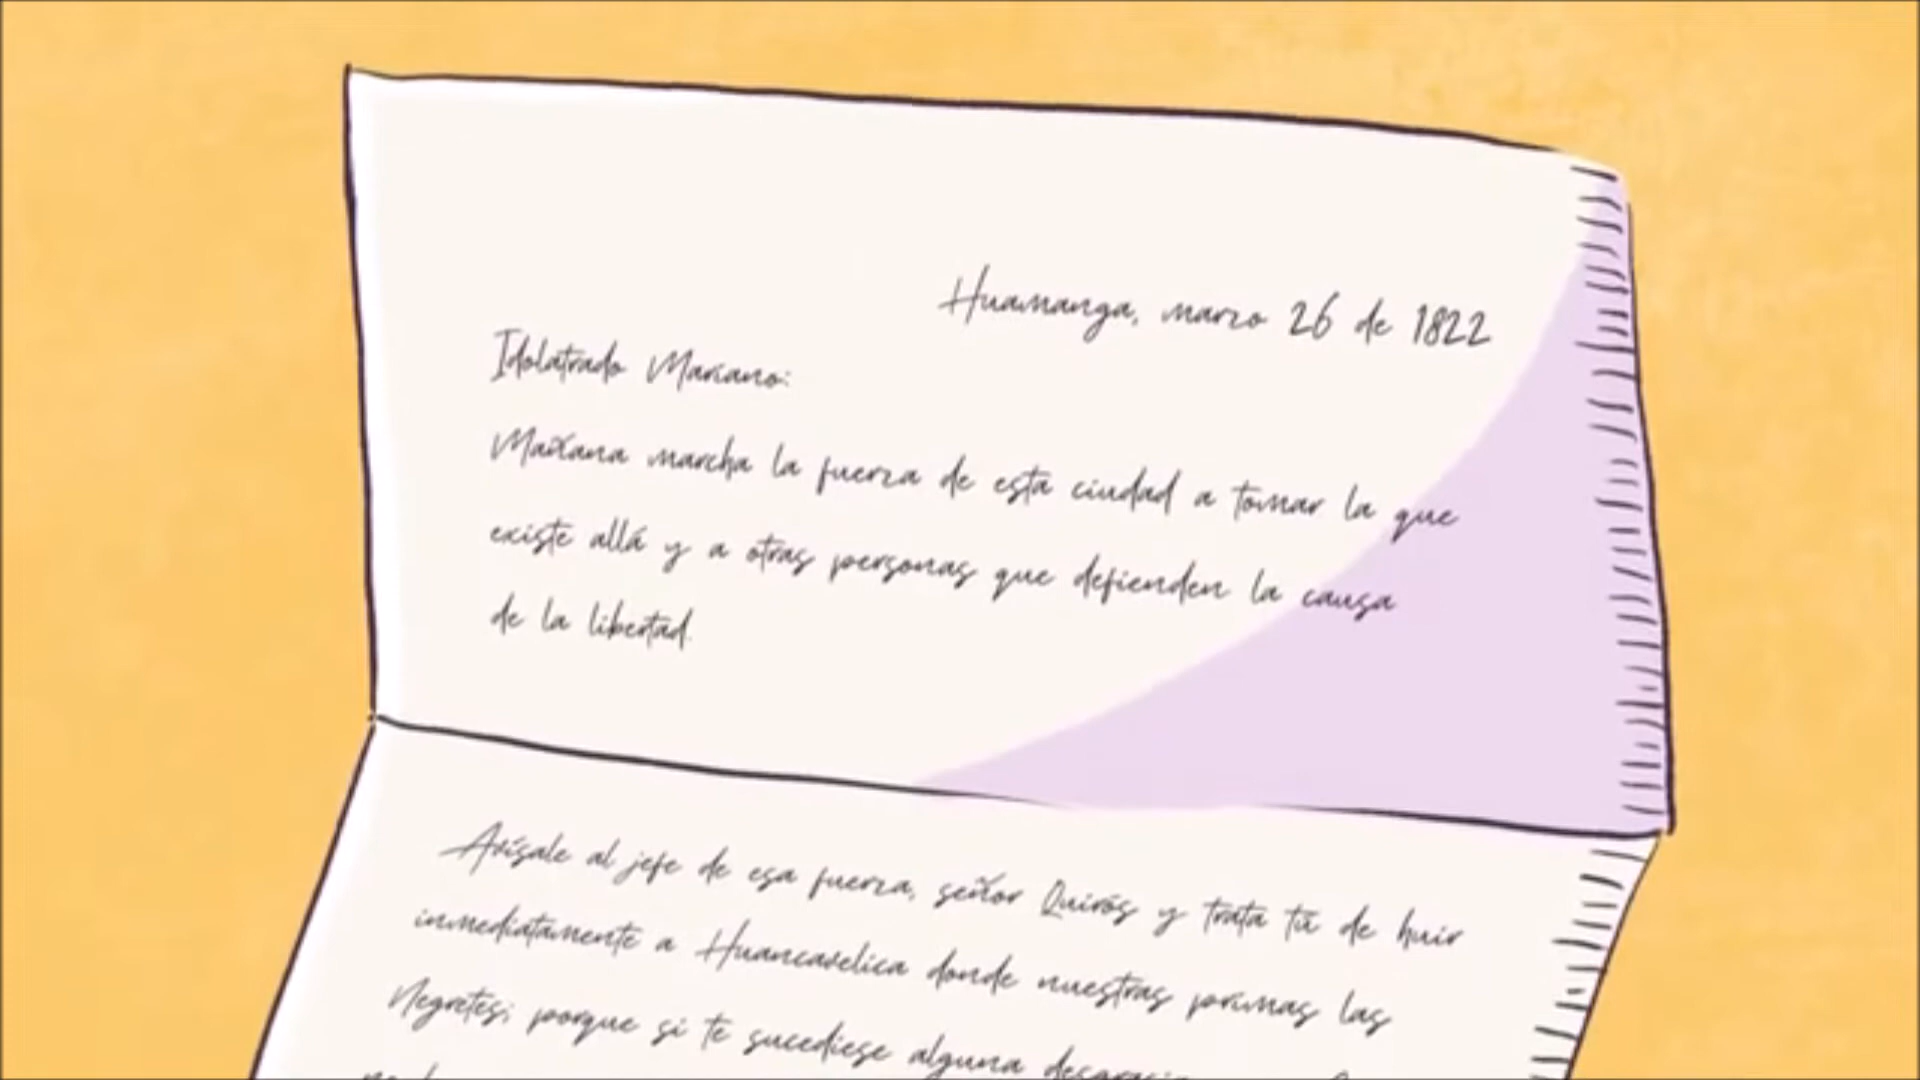 Huamanga, marzo 26 de 1822
Idolatrado Mariano:
Mañana marcha la fuerza de esta ciudad a tomar la que
existe allá y a otras personas que defienden la causa
de la libertad.
Avísale al jefe de esa fuerza, señor Quirós y trata tú de huir
inmediatamente a Huancavelica donde nuestras primas las
Negretes; porque si te sucediese alguna